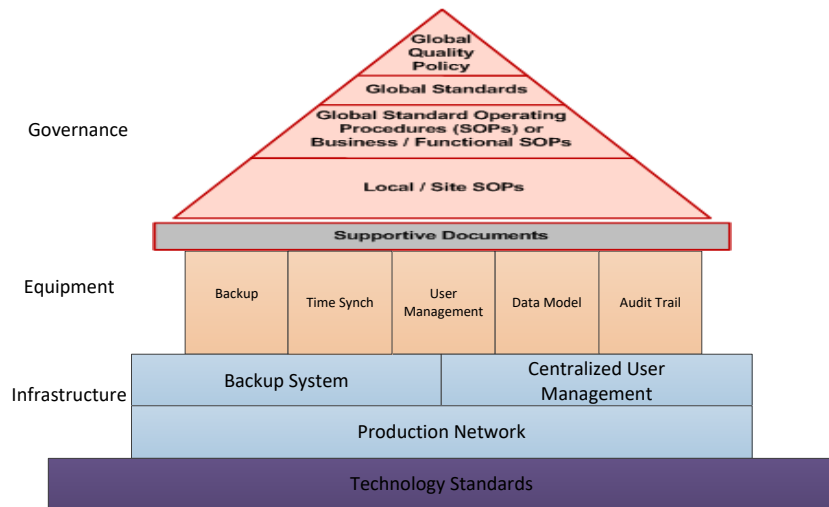 Global
Quality
Policy
Global Standards
Governance
Global Standard Operating
Procedures (SOPs) or
Business / Functional SOPs
Local / Site SOPs
Supportive Documents
Equipment
Backup
Time Synch
User
Management
Data Model
Audit Trail
Infrastructure
Backup System
Centralized User
Management
Production Network
Technology Standards